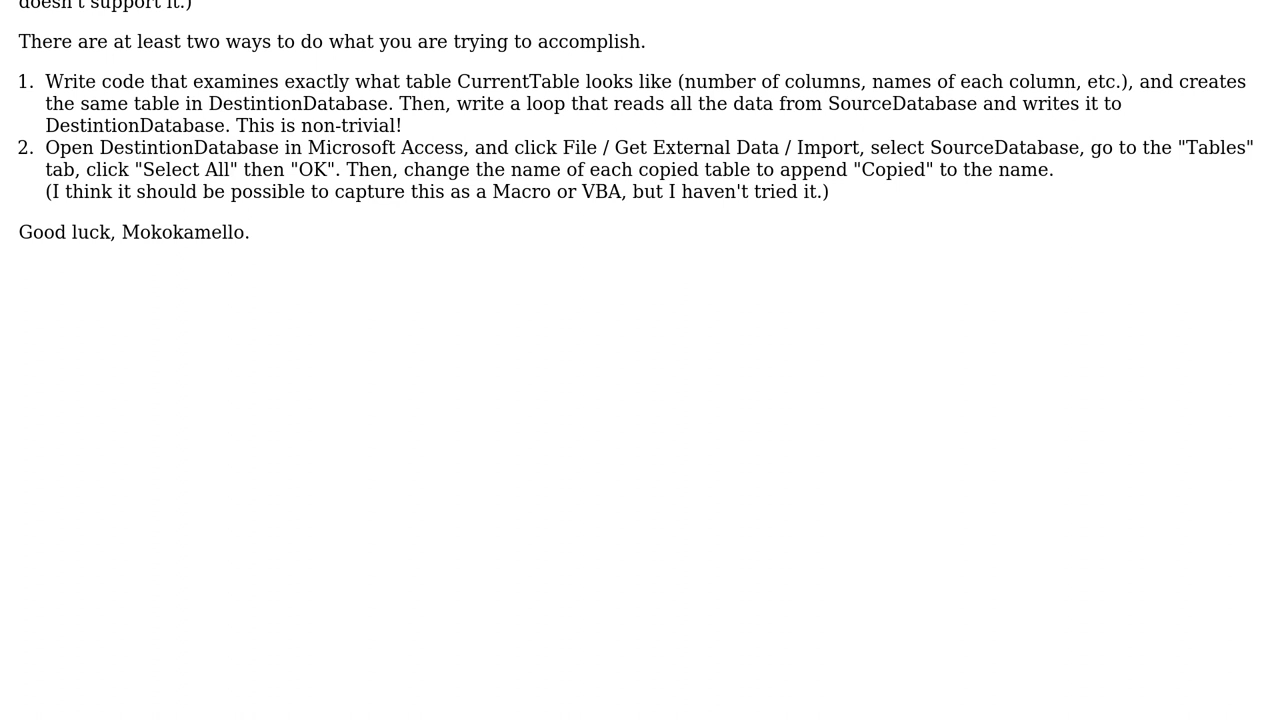 doesn't support it.)
There are at least two ways to do what you are trying to accomplish.
1. Write code that examines exactly what table CurrentTable looks like (number of columns, names of each column, etc.), and creates
the same table in DestintionDatabase. Then, write a loop that reads all the data from SourceDatabase and writes it to
DestintionDatabase. This is non-trivial!
2. Open DestintionDatabase in Microsoft Access, and click File / Get External Data / Import, select SourceDatabase, go to the "Tables"
tab, click "Select All" then "OK". Then, change the name of each copied table to append "Copied" to the name.
(I think it should be possible to capture this as a Macro or VBA, but I haven't tried it.)
Good luck, Mokokamello.